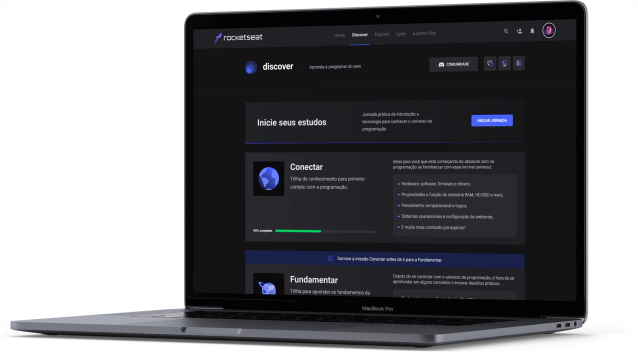 rocketseat
Home Discover Explorer Ignite Experts Club
discover
Aprenda a programar do zero
COMUNIDADE
Inicie seus estudos
Jornada prática de introdução a
tecnologia para conhecer o universo da
programação.
INICIAR JORNADA
Conectar
Trilha de conhecimento para primeiro
contato com a programação.
40% complete
Ideal para você que está começando do absoluto zero na
programação se familiarizar com esse incrível universo;
Hardware, software, firmware e drivers;
Propriedades e função de memória RAM, HD/SSD e mais;
Pensamento computacional e lógico;
Sistemas operacionais e configuração do ambiente;
E muito mais conteúdo pra explorar!
Domine a missão Conectar antes de ir para a Fundamentar.
Fundamentar
Trilha para aprender os fundamentos da
Depois de se conectar com o universo da programação, é hora de se
aprofundar em alguns conceitos e encarar desafios práticos.
MacBook Pro